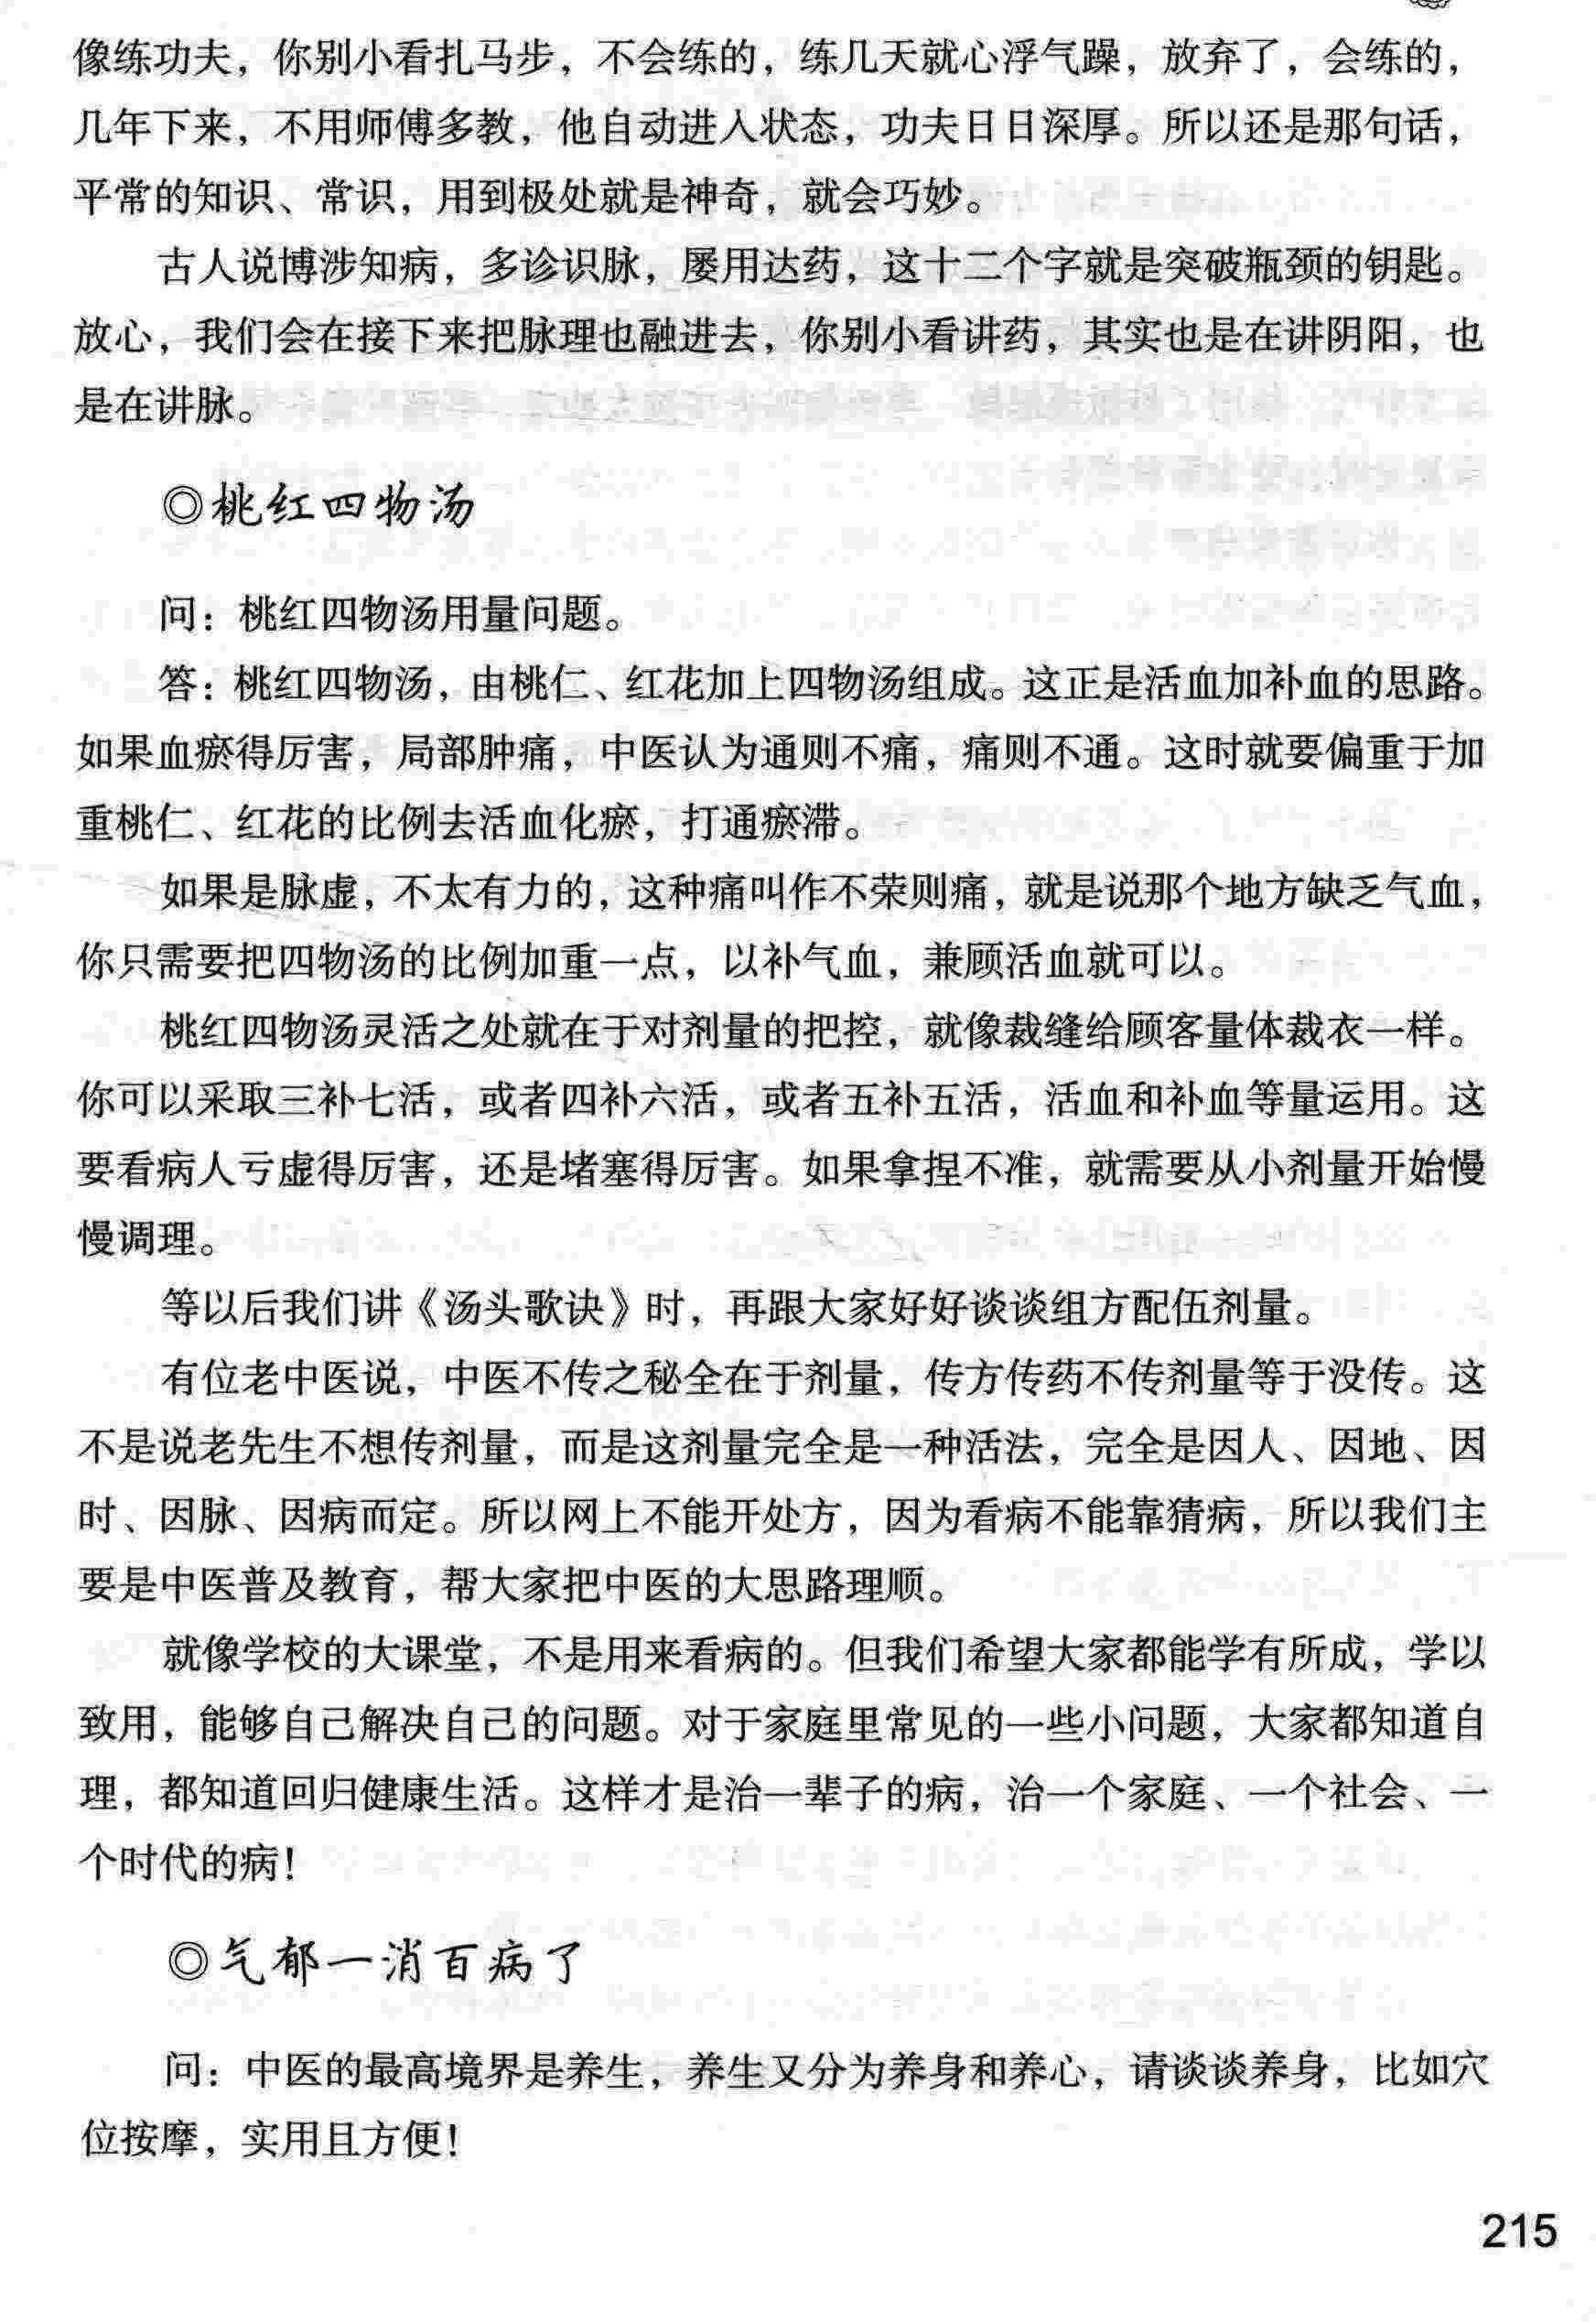 像练功夫，你别小看扎马步，不会练的，练几天就心浮气躁，放弃了，会练的，
几年下来，不用师傅多教，他自动进入状态，功夫日日深厚。所以还是那句话，
平常的知识、常识，用到极处就是神奇，就会巧妙。
古人说博涉知病，多诊识脉，屡用达药，这十二个字就是突破瓶颈的钥匙。
放心，我们会在接下来把脉理也融进去，你别小看讲药，其实也是在讲阴阳，也
是在讲脉。
◎桃红四物汤
问：桃红四物汤用量问题。
答：桃红四物汤，由桃仁、红花加上四物汤组成。这正是活血加补血的思路。
如果血瘀得厉害，局部肿痛，中医认为通则不痛，痛则不通。这时就要偏重于加
重桃仁、红花的比例去活血化瘀，打通瘀滞。
如果是脉虚，不太有力的，这种痛叫作不荣则痛，就是说那个地方缺乏气血，
你只需要把四物汤的比例加重一点，以补气血，兼顾活血就可以。
桃红四物汤灵活之处就在于对剂量的把控，就像裁缝给顾客量体裁衣一样。
你可以采取三补七活，或者四补六活，或者五补五活，活血和补血等量运用。这
要看病人亏虚得厉害，还是堵塞得厉害。如果拿捏不准，就需要从小剂量开始慢
慢调理。
等以后我们讲《汤头歌诀》时，再跟大家好好谈谈组方配伍剂量。
有位老中医说，中医不传之秘全在于剂量，传方传药不传剂量等于没传。这
不是说老先生不想传剂量，而是这剂量完全是一种活法，完全是因人、因地、因
时、因脉、因病而定。所以网上不能开处方，因为看病不能靠猜病，所以我们主
要是中医普及教育，帮大家把中医的大思路理顺。
就像学校的大课堂，不是用来看病的。但我们希望大家都能学有所成，学以
致用，能够自己解决自己的问题。对于家庭里常见的一些小问题，大家都知道自
理，都知道回归健康生活。这样才是治一辈子的病，治一个家庭、一个社会、一
个时代的病！
◎气郁一消百病了
问：中医的最高境界是养生，养生又分为养身和养心，请谈谈养身，比如穴
位按摩，实用且方便！
215